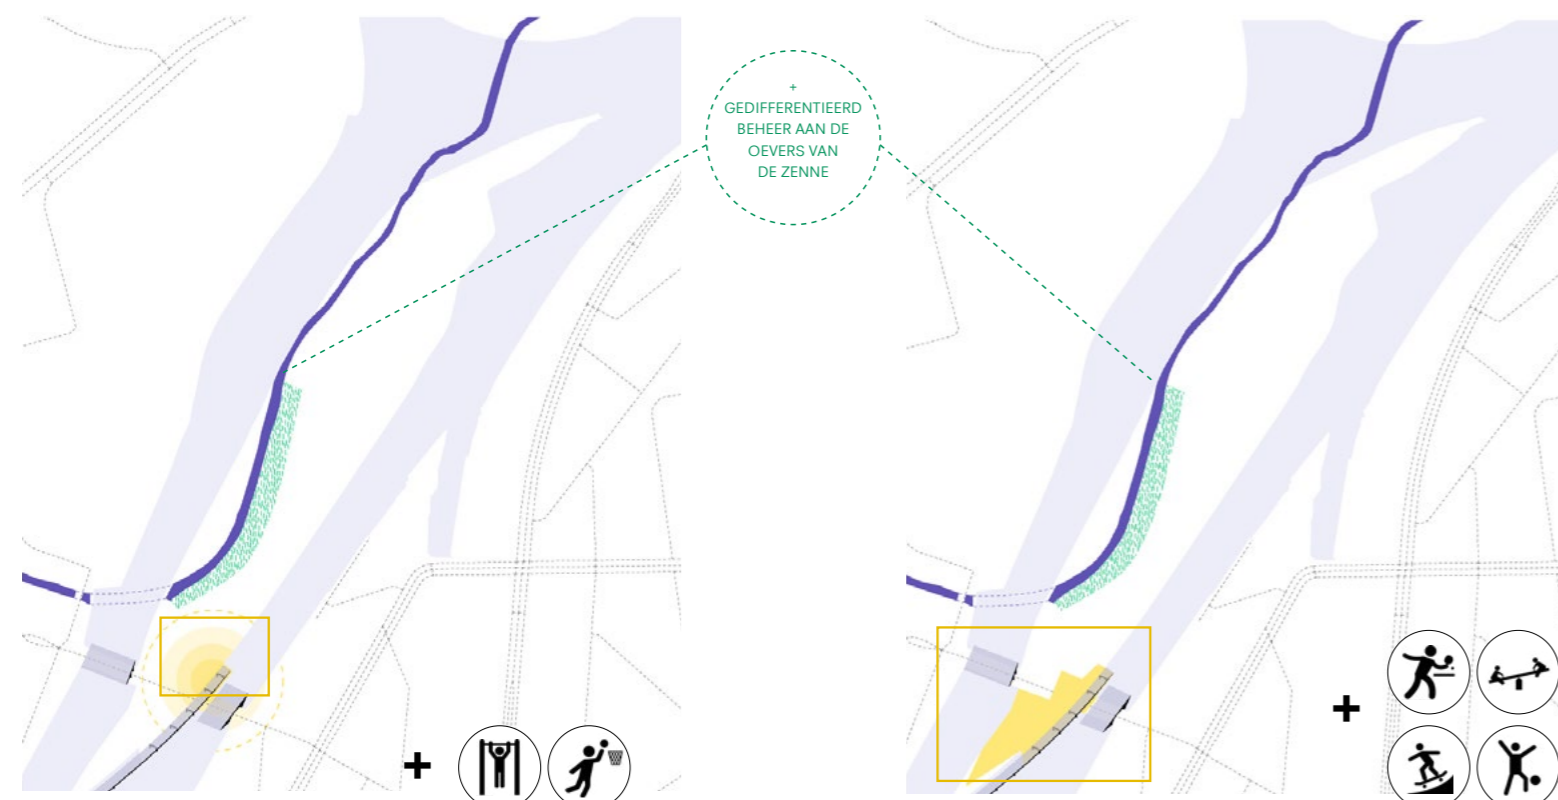 +
GEDIFFERENTIEERD
BEHEER AAN DE
OEVERS VAN
DE ZENNE
+
+